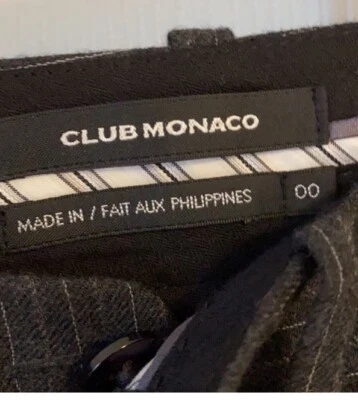 CLUB MONACO
MADE IN / FAIT AUX PHILIPPINES
00